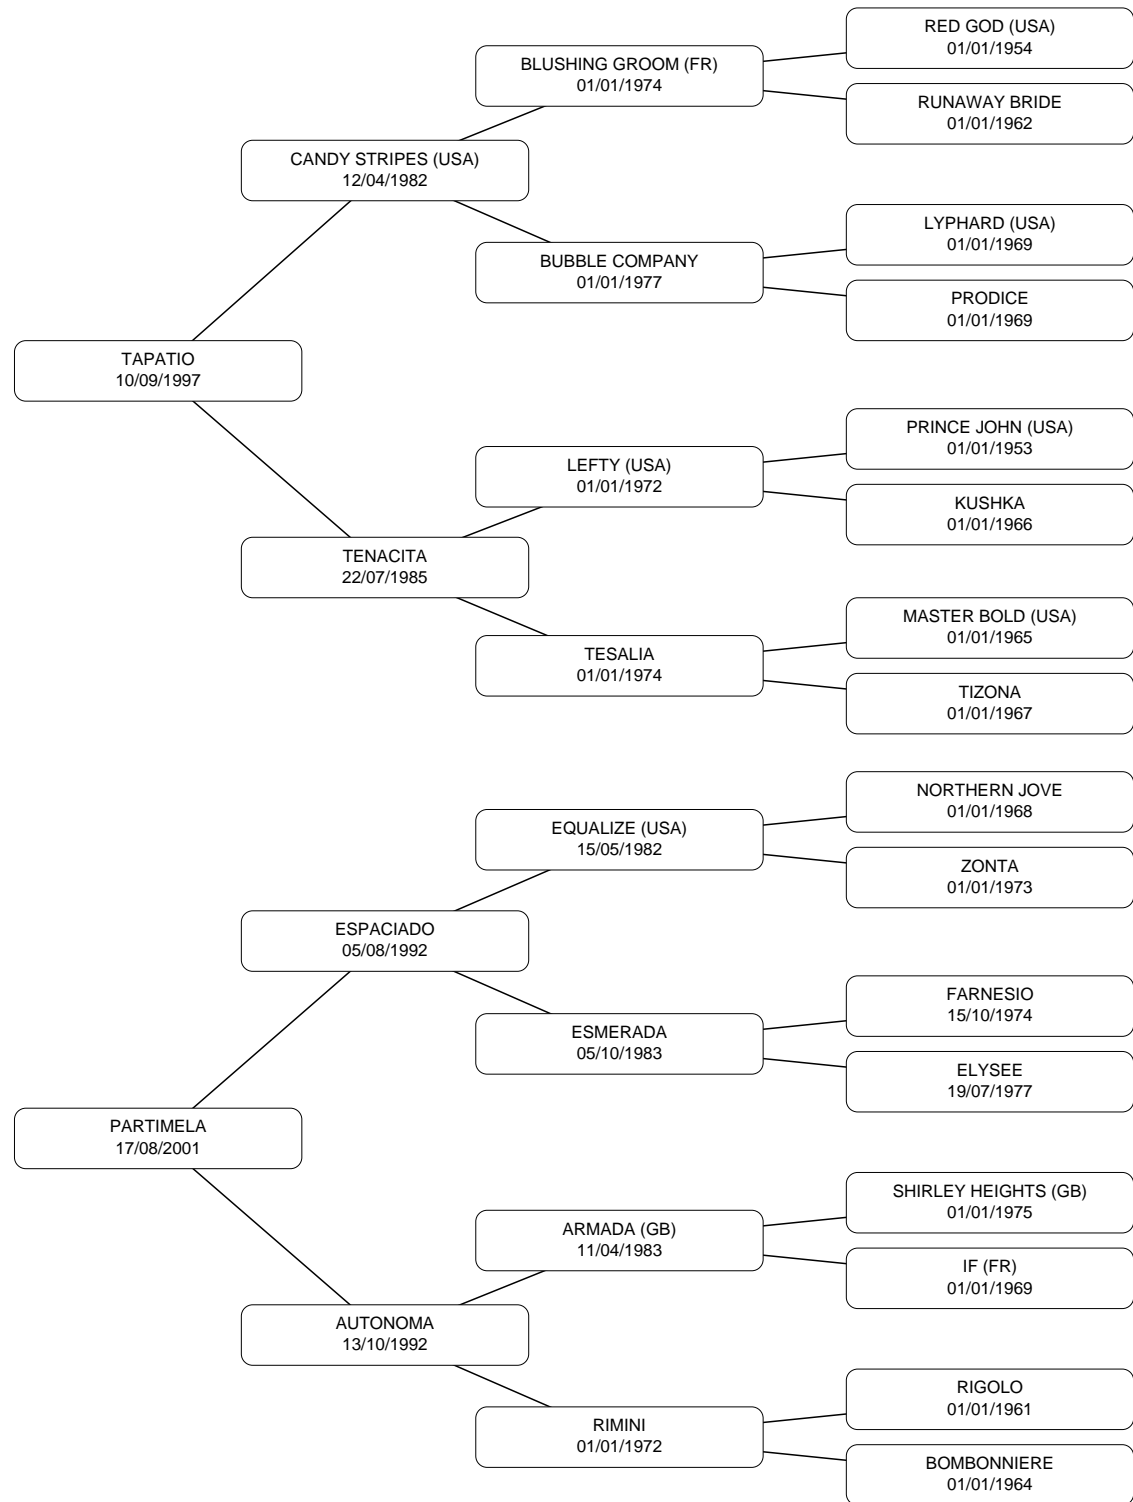 RED GOD (USA)
01/01/1954
BLUSHING GROOM (FR)
01/01/1974
RUNAWAY BRIDE
01/01/1962
CANDY STRIPES (USA)
12/04/1982
LYPHARD (USA)
01/01/1969
BUBBLE COMPANY
01/01/1977
PRODICE
01/01/1969
TAPATIO
10/09/1997
PRINCE JOHN (USA)
01/01/1953
LEFTY (USA)
01/01/1972
KUSHKA
01/01/1966
TENACITA
22/07/1985
MASTER BOLD (USA)
01/01/1965
TESALIA
01/01/1974
TIZONA
01/01/1967
NORTHERN JOVE
01/01/1968
EQUALIZE (USA)
15/05/1982
ZONTA
01/01/1973
ESPACIADO
05/08/1992
FARNESIO
15/10/1974
ESMERADA
05/10/1983
ELYSEE
19/07/1977
PARTIMELA
17/08/2001
SHIRLEY HEIGHTS (GB)
01/01/1975
ARMADA (GB)
11/04/1983
IF (FR)
01/01/1969
AUTONOMA
13/10/1992
RIGOLO
01/01/1961
RIMINI
01/01/1972
BOMBONNIERE
01/01/1964